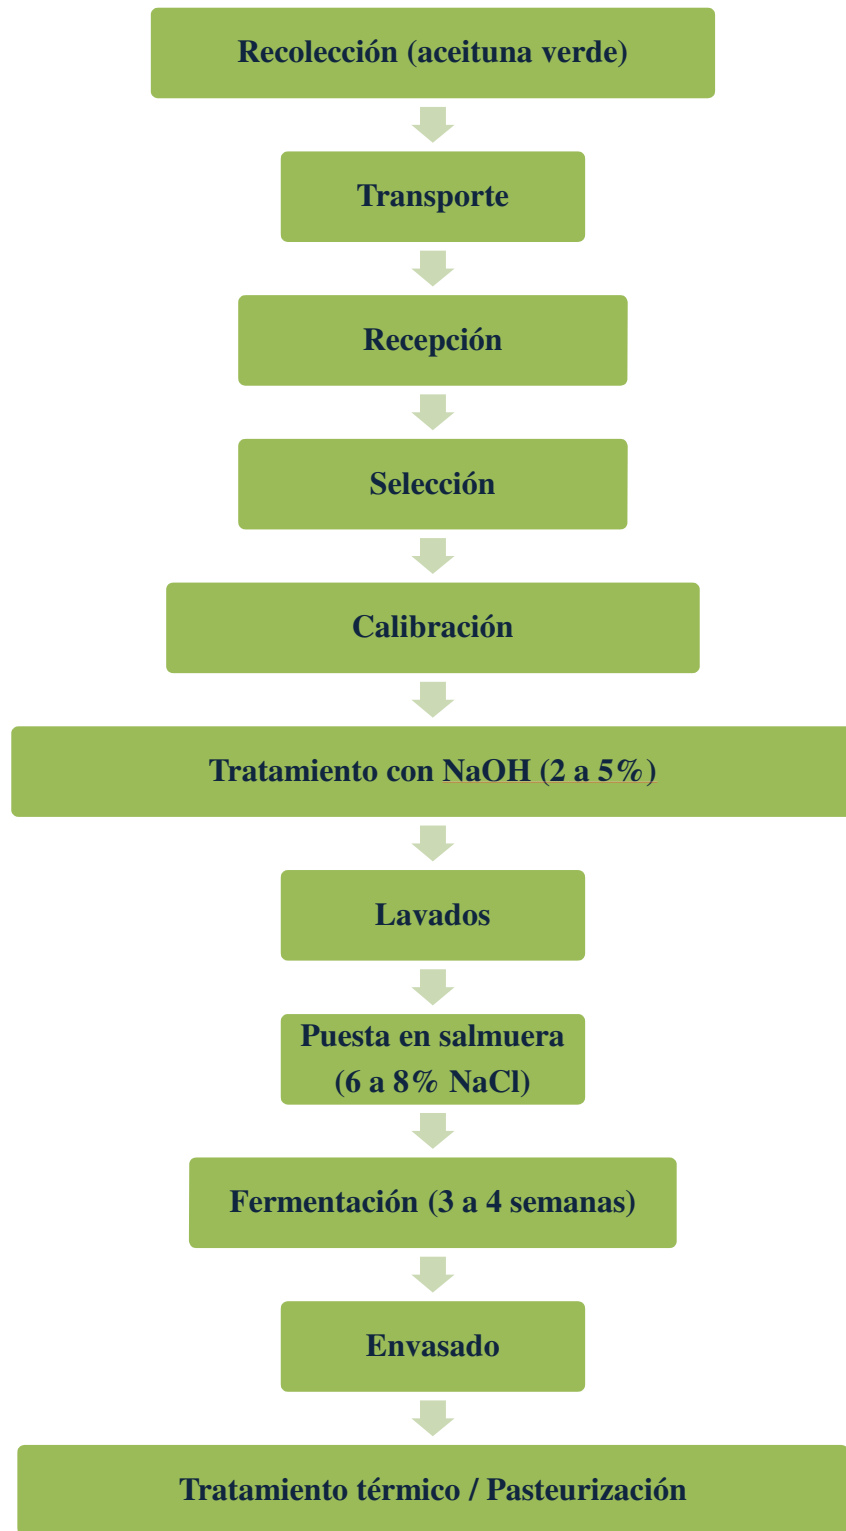 Recolección (aceituna verde)
Transporte
Recepción
Selección
Calibración
Tratamiento con NaOH (2 a 5%)
Lavados
Puesta en salmuera
(6 a 8% NaCl)
Fermentación (3 a 4 semanas)
Envasado
Tratamiento térmico / Pasteurización